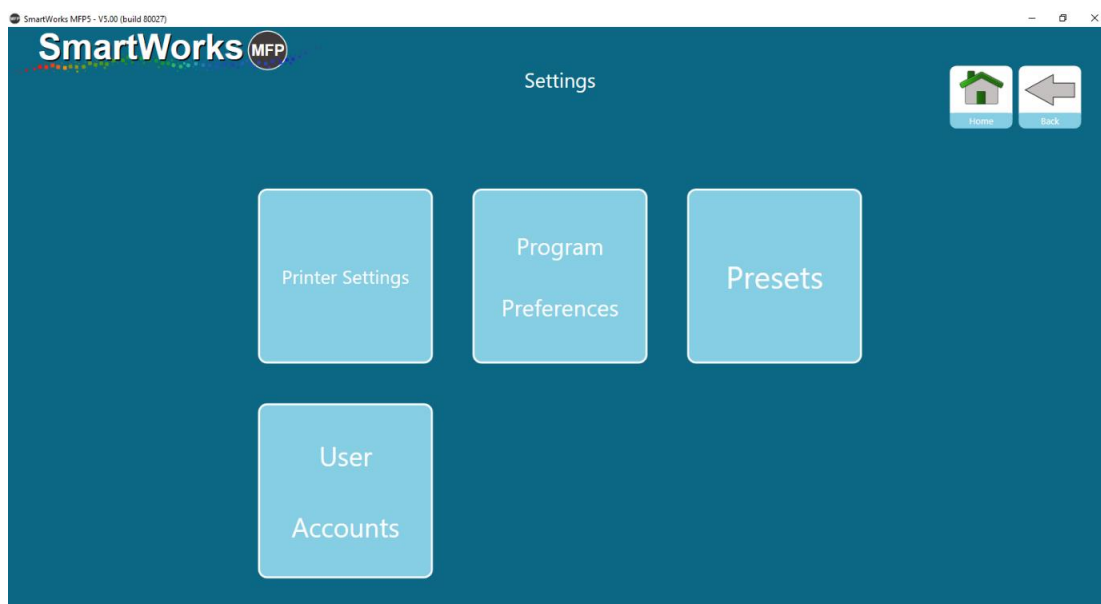 SmartWorks MFP5 - V5.00 (build 80027)
SmartWorks MFP
Settings
Home
Back
Printer Settings
Program
Preferences
Presets
User
Accounts